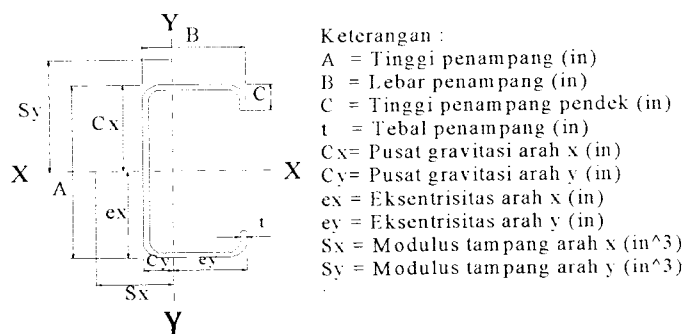 Y
B
C
Sy
Cx
X
X
A
ex
t
Cy
ey
Sx
Y
Keterangan :
A = Tinggi penampang (in)
B = Lebar penampang (in)
C = Tinggi penampang pendek (in)
t = Tebal penampang (in)
Cx= Pusat gravitasi arah x (in)
Cy= Pusat gravitasi arah y (in)
ex = Eksentrisitas arah x (in)
ey = Eksentrisitas arah y (in)
Sx = Modulus tampang arah x (in^3)
Sy = Modulus tampang arah y (in^3)